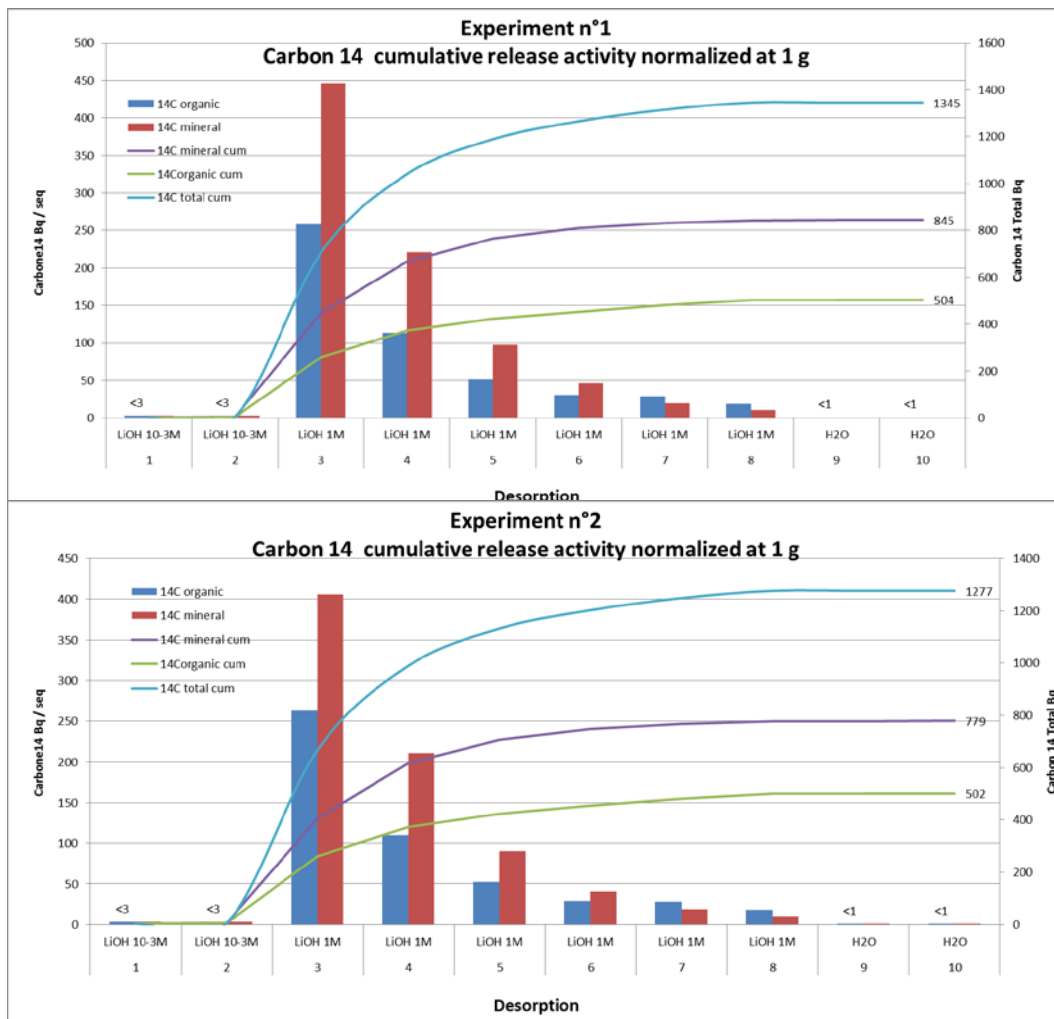 Experiment n°1
Carbon 14 cumulative release activity normalized at 1 g
Carbone14 Bq / seq
Carbon 14 Total Bq
500
450
400
350
300
250
200
150
100
50
0
1600
1400
1200
1000
800
600
400
200
0
14C organic
14C mineral
14C mineral cum
14Corganic cum
14C total cum
1345
845
504
<3 <3 <1 <1
LiOH 10-3M LiOH 10-3M LiOH 1M LiOH 1M LiOH 1M LiOH 1M LiOH 1M LiOH 1M H2O H2O
1 2 3 4 5 6 7 8 9 10
Desorption
Experiment n°2
Carbon 14 cumulative release activity normalized at 1 g
Carbone14 Bq / seq
Carbon 14 Total Bq
450
400
350
300
250
200
150
100
50
0
1400
1200
1000
800
600
400
200
0
14C organic
14C mineral
14C mineral cum
14Corganic cum
14C total cum
1277
779
502
<3 <3 <1 <1
LiOH 10-3M LiOH 10-3M LiOH 1M LiOH 1M LiOH 1M LiOH 1M LiOH 1M LiOH 1M H2O H2O
1 2 3 4 5 6 7 8 9 10
Desorption